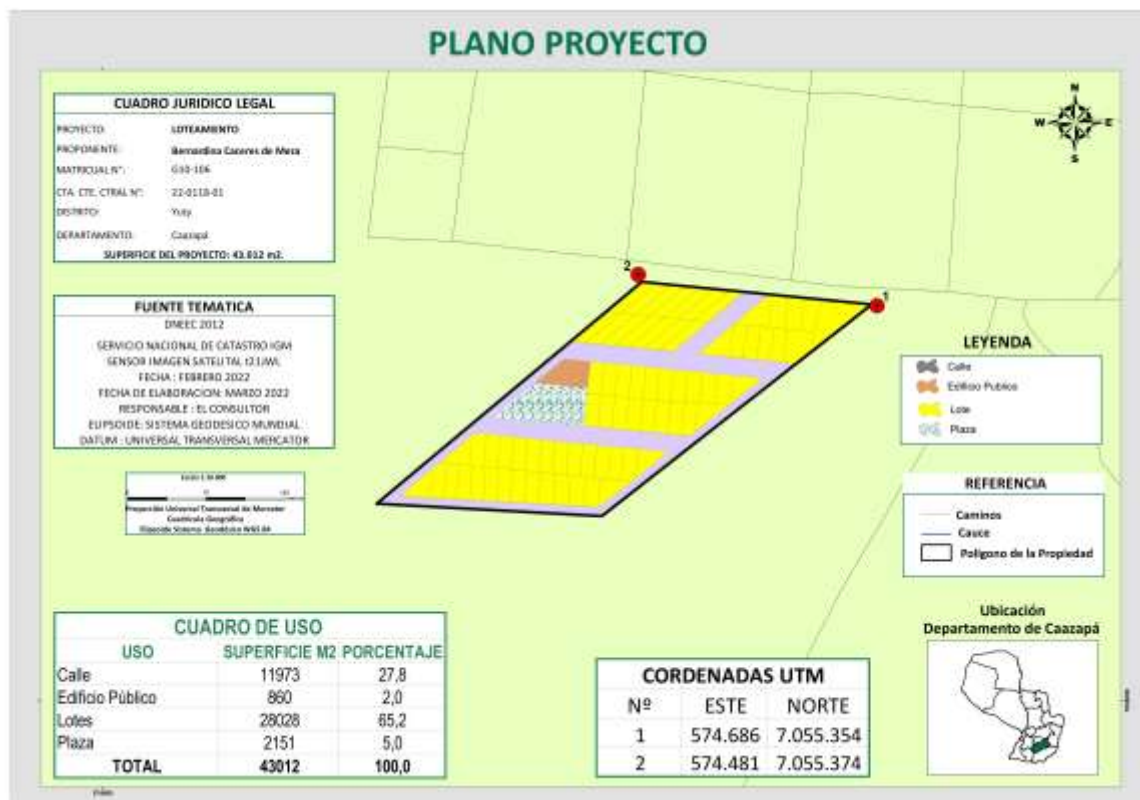 PLANO PROYECTO
CUADRO JURIDICO LEGAL
PROYECTO: LOTEAMIENTO
PROPONENTE: Bernardina Caceres de Meza
MATRICUAL N°: G10-106
CTA. CTE. CTRAL N°: 22-0118-01
DISTRITO: Yuty
DEPARTAMENTO: Caazapá
SUPERFICIE DEL PROYECTO: 43.012 m2.
FUENTE TEMATICA
DNEEC 2012
SERVICIO NACIONAL DE CATASTRO IGM
SENSOR IMAGEN SATELITAL
FECHA : FEBRERO 2022
FECHA DE ELABORACION: MARZO 2022
RESPONSABLE : EL CONSULTOR
ELIPSOIDE: SISTEMA GEODESICO MUNDIAL
DATUM : UNIVERSAL TRANSVERSAL MERCATOR
Proyección Universal Transversal de Mercator
Cuadrícula Geográfica
N
W E
S
2
1
LEYENDA
Calle
Edificio Publico
Lote
Plaza
REFERENCIA
Caminos
Cauce
Polígono de la Propiedad
Ubicación
Departamento de Caazapá
CUADRO DE USO
USO SUPERFICIE M2 PORCENTAJE
Calle 11973 27,8
Edificio Público 860 2,0
Lotes 28028 65,2
Plaza 2151 5,0
TOTAL 43012 100,0
CORDENADAS UTM
Nº ESTE NORTE
1 574.686 7.055.354
2 574.481 7.055.374